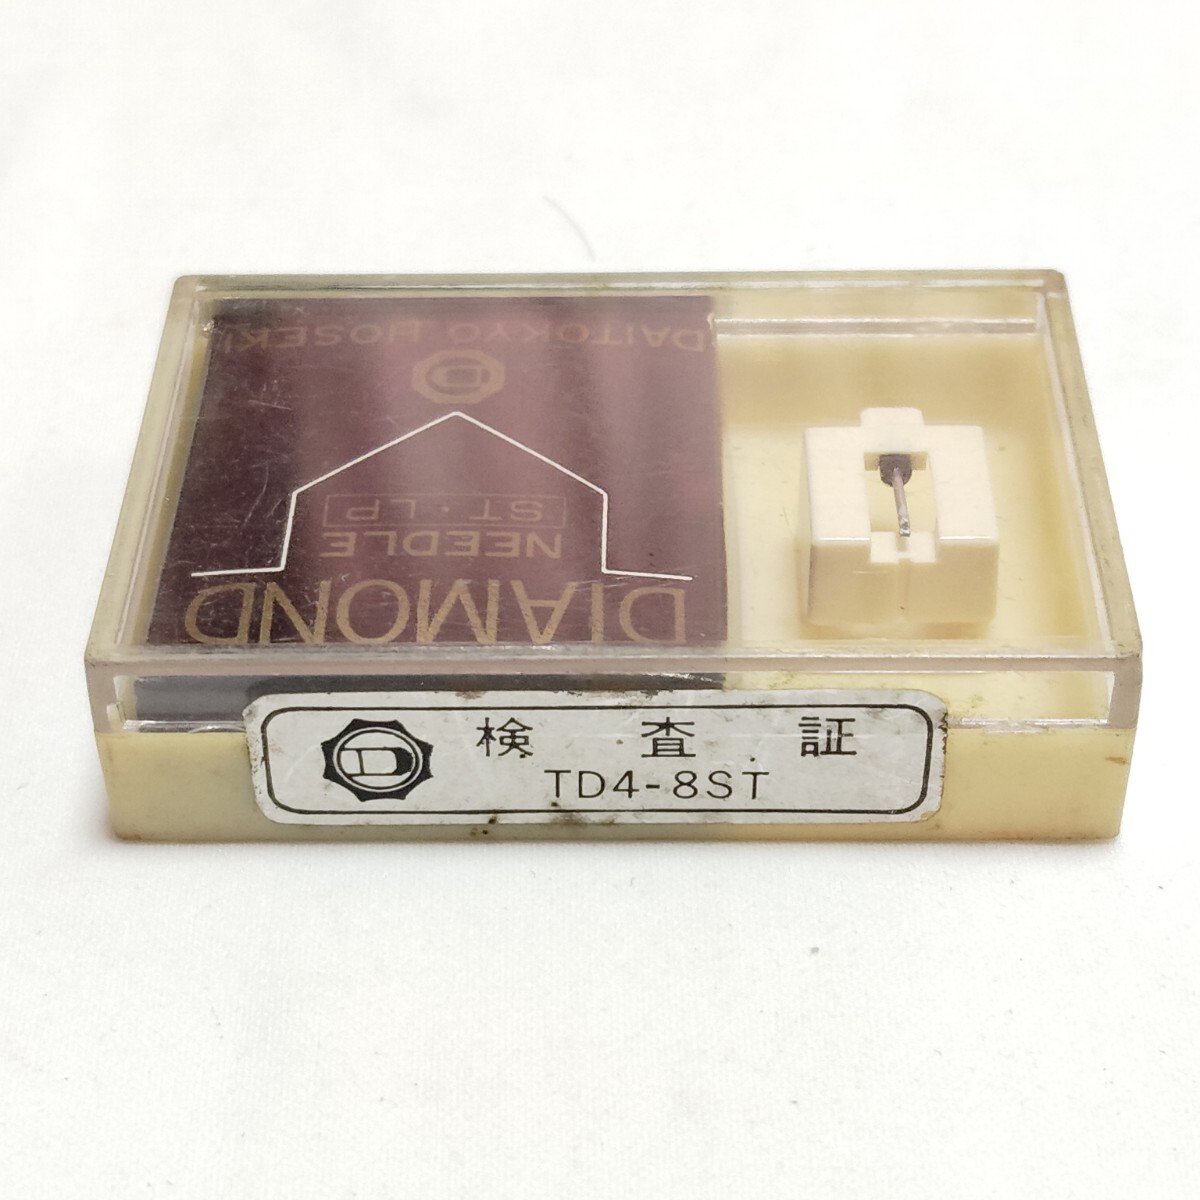 DIAMOND
NEEDLE
ST・LP
D
DAITOKYO HOSEKI
D 検査証
TD4-8ST